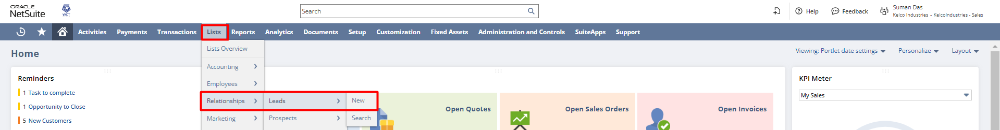 ORACLE
NetSuite
WCT
Search
Help
Feedback
Suman Das
Kelco Industries - KelcoIndustries - Sales
Activities Payments Transactions Lists Reports Analytics Documents Setup Customization Fixed Assets Administration and Controls SuiteApps Support
Home
Viewing: Portlet date settings
Personalize
Layout
Lists Overview
Accounting
Employees
Relationships
Marketing
Leads
Prospects
New
Search
Reminders
1 Task to complete
1 Opportunity to Close
5 New Customers
Open Quotes
Open Sales Orders
Open Invoices
KPI Meter
My Sales